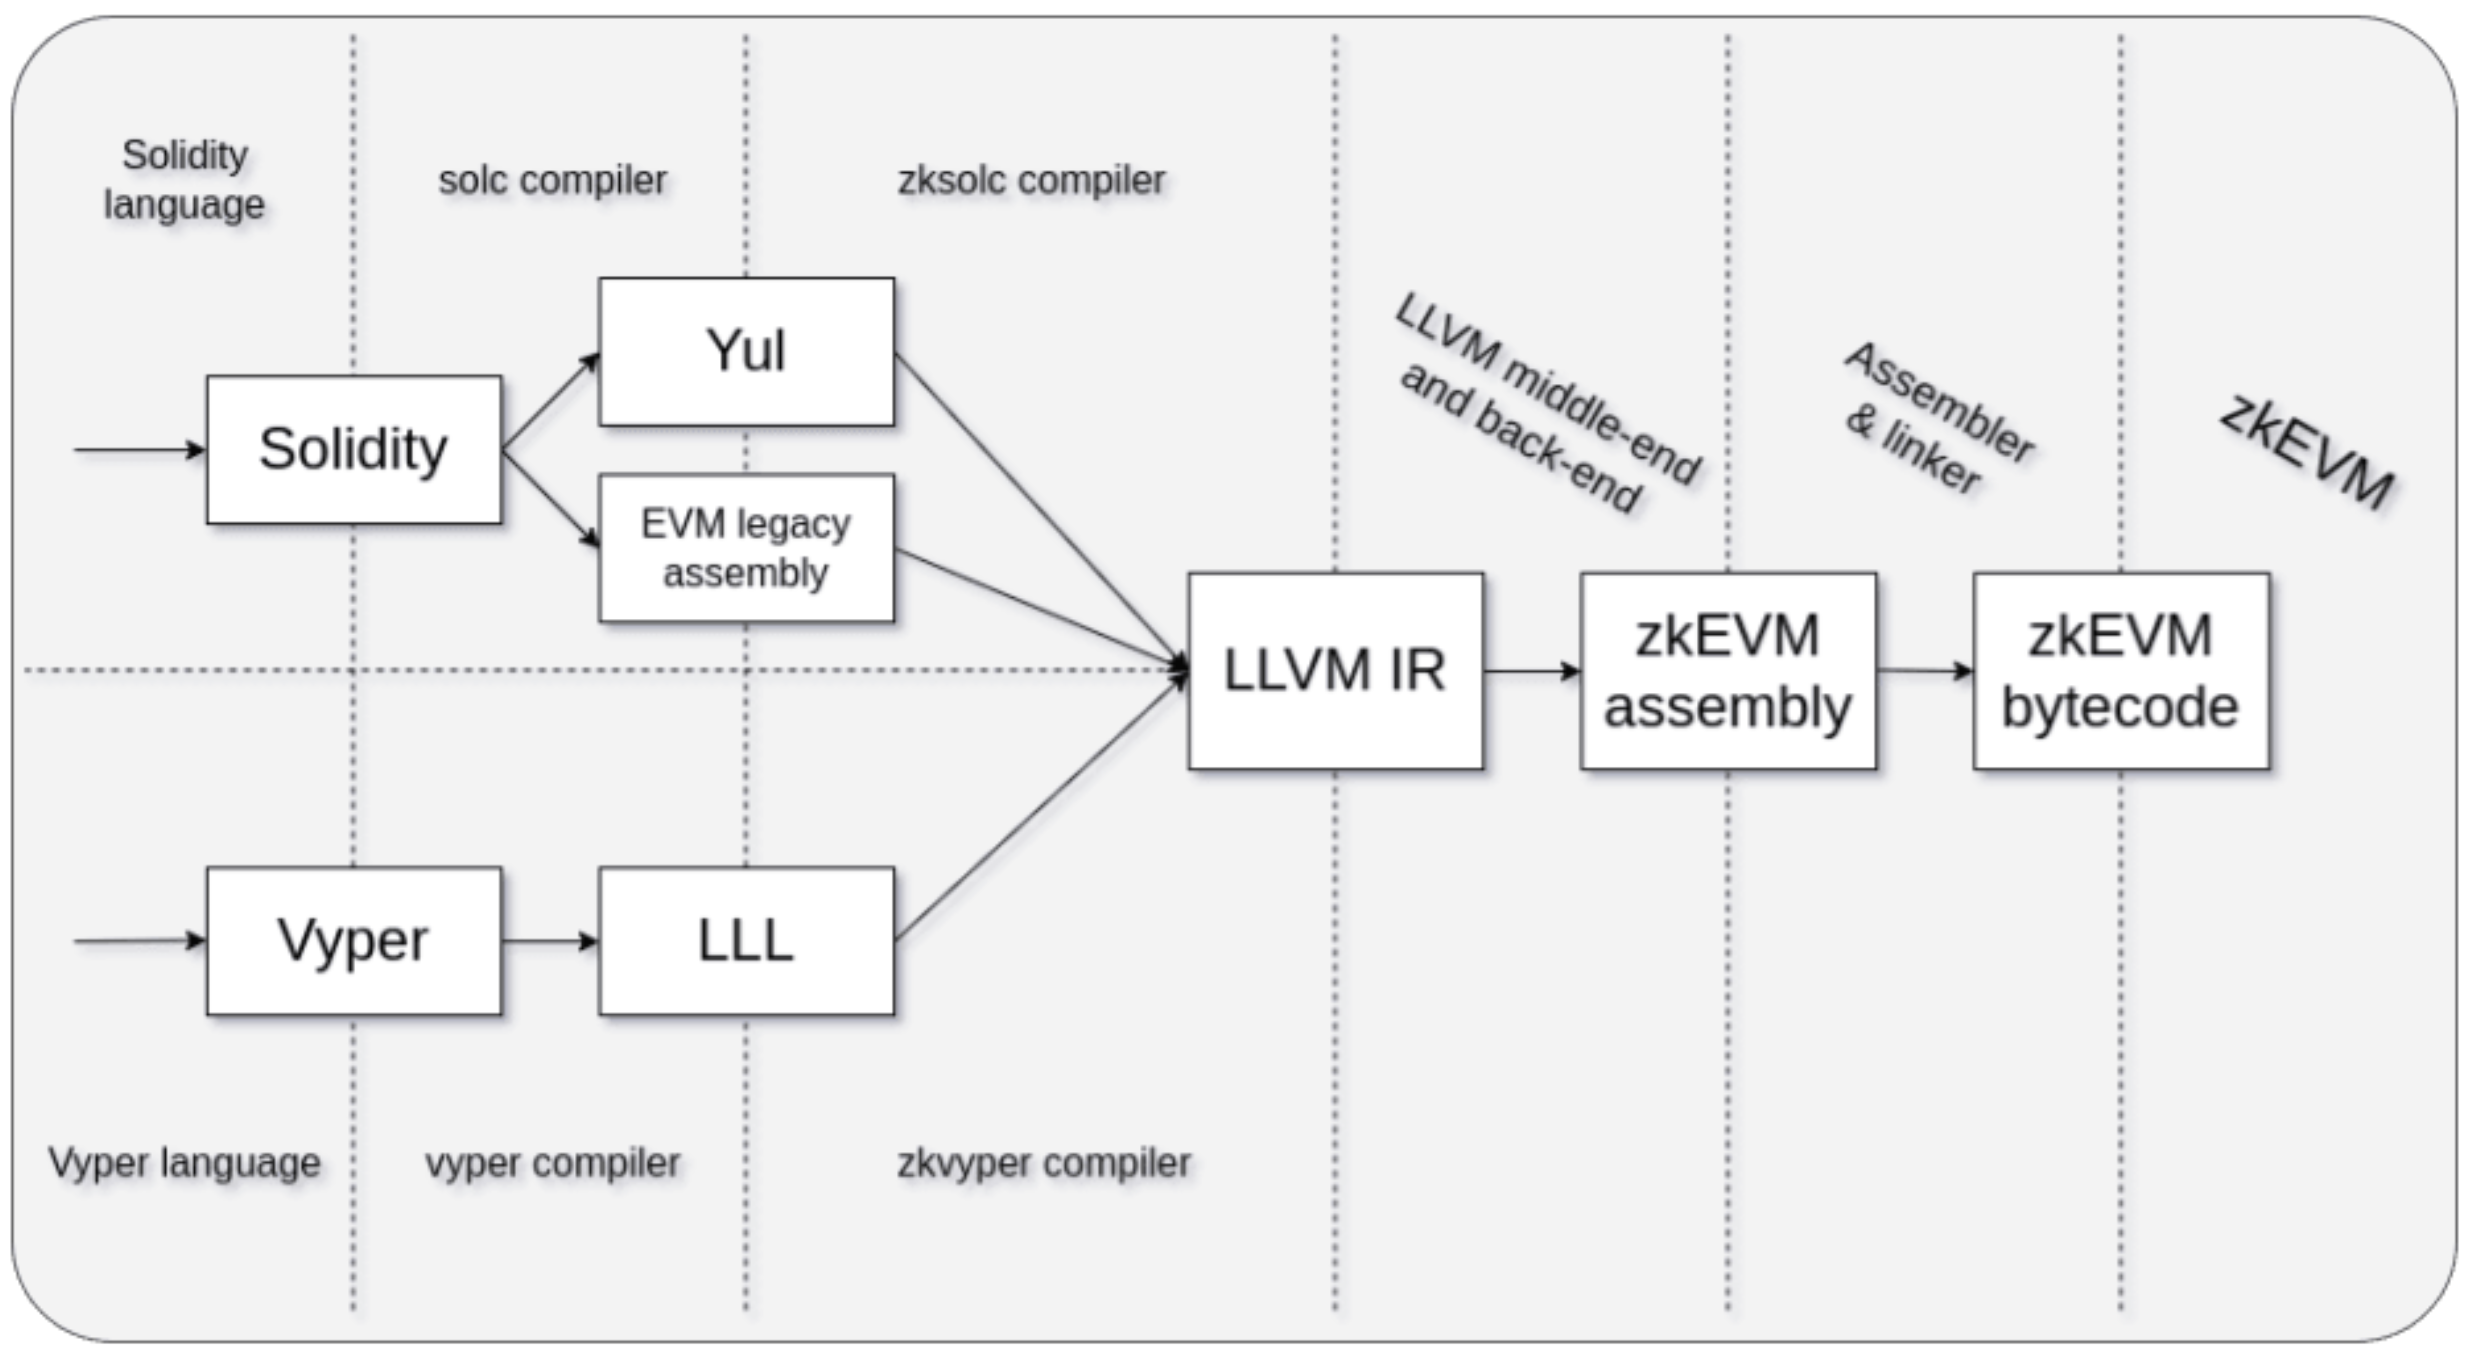 Solidity
language
solc compiler
zksolc compiler
Yul
Solidity
EVM legacy
assembly
LLVM middle-end
and back-end
Assembler
& linker
zkEVM
LLVM IR
zkEVM
assembly
zkEVM
bytecode
Vyper
LLL
Vyper language
vyper compiler
zkvyper compiler